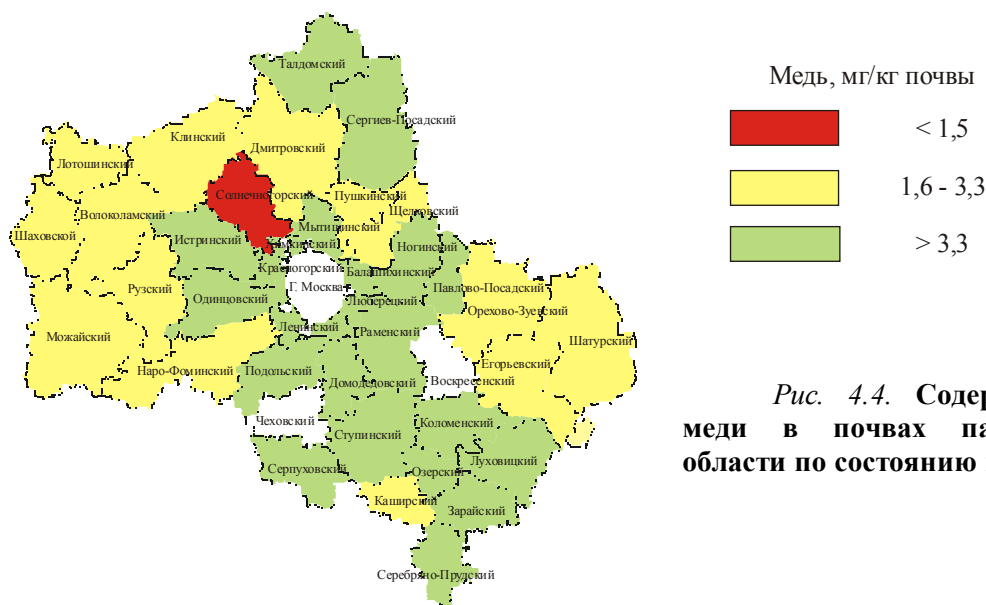 Талдомский
Сергиев-Посадский
Клинский
Дмитровский
Лотошинский
Солнечногорский
Пушкинский
Волоколамский
Щелковский
Шаховской
Истринский
Мытищинский
Химкинский
Ногинский
Красногорский
Балашихинский
Рузский
Одинцовский
Г. Москва
Павлово-Посадский
Люберецкий
Орехово-Зуевский
Можайский
Ленинский
Раменский
Шатурский
Наро-Фоминский
Подольский
Домодедовский
Воскресенский
Егорьевский
Чеховский
Ступинский
Коломенский
Серпуховский
Озерский
Луховицкий
Каширский
Зарайский
Серебряно-Прудский
Медь, мг/кг почвы
< 1,5
1,6 - 3,3
> 3,3
Рис. 4.4. Содер
меди в почвах па
области по состоянию